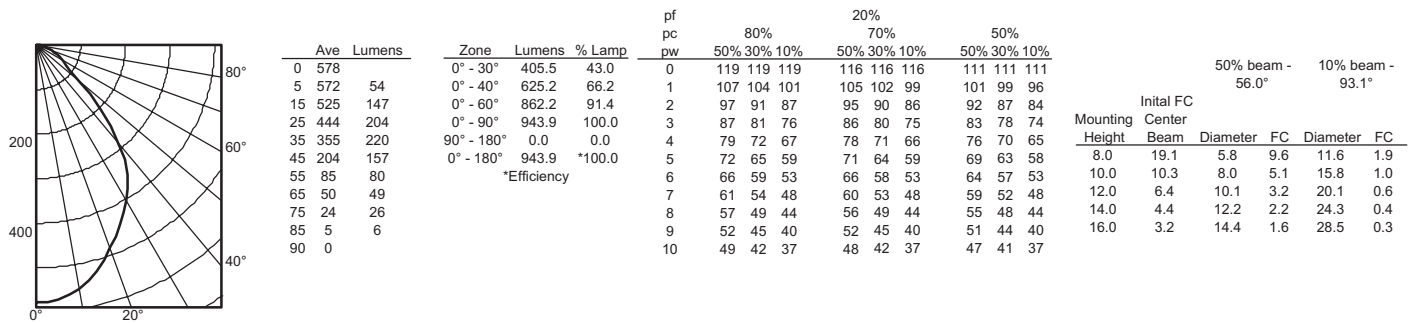 200
400
80°
60°
40°
0°
20°
Ave Lumens
0 578
5 572 54
15 525 147
25 444 204
35 355 220
45 204 157
55 85 80
65 50 49
75 24 26
85 5 6
90 0
Zone Lumens % Lamp
0° - 30° 405.5 43.0
0° - 40° 625.2 66.2
0° - 60° 862.2 91.4
0° - 90° 943.9 100.0
90° - 180° 0.0 0.0
0° - 180° 943.9 *100.0
*Efficiency
pf 20%
pc 80% 70% 50%
pw 50% 30% 10% 50% 30% 10% 50% 30% 10%
0 119 119 119 116 116 116 111 111 111
1 107 104 101 105 102 99 101 99 96
2 97 91 87 95 90 86 92 87 84
3 87 81 76 86 80 75 83 78 74
4 79 72 67 78 71 66 76 70 65
5 72 65 59 71 64 59 69 63 58
6 66 59 53 66 58 53 64 57 53
7 61 54 48 60 53 48 59 52 48
8 57 49 44 56 49 44 55 48 44
9 52 45 40 52 45 40 51 44 40
10 49 42 37 48 42 37 47 41 37
50% beam - 10% beam -
56.0° 93.1°
Inital FC
Mounting Center
Height Beam Diameter FC Diameter FC
8.0 19.1 5.8 9.6 11.6 1.9
10.0 10.3 8.0 5.1 15.8 1.0
12.0 6.4 10.1 3.2 20.1 0.6
14.0 4.4 12.2 2.2 24.3 0.4
16.0 3.2 14.4 1.6 28.5 0.3